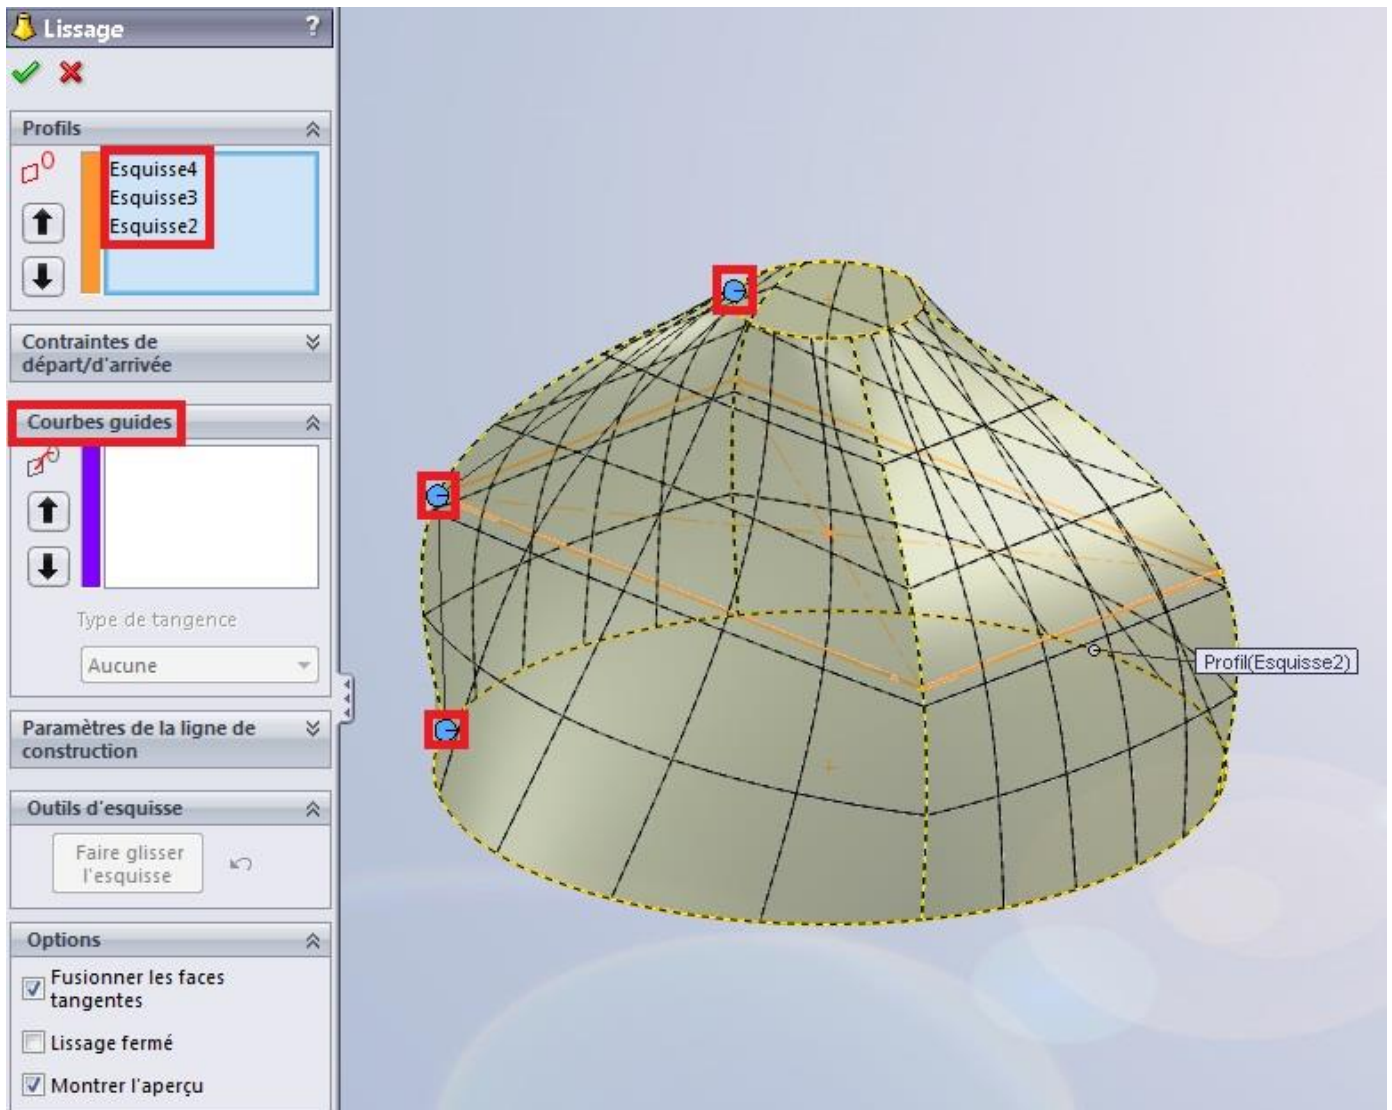 Lissage ?
Profils
Esquisse4
Esquisse3
Esquisse2
Contraintes de
départ/d'arrivée
Courbes guides
Type de tangence
Aucune
Paramètres de la ligne de
construction
Outils d'esquisse
Faire glisser
l'esquisse
Options
Fusionner les faces
tangentes
Lissage fermé
Montrer l'aperçu
Profil(Esquisse2)